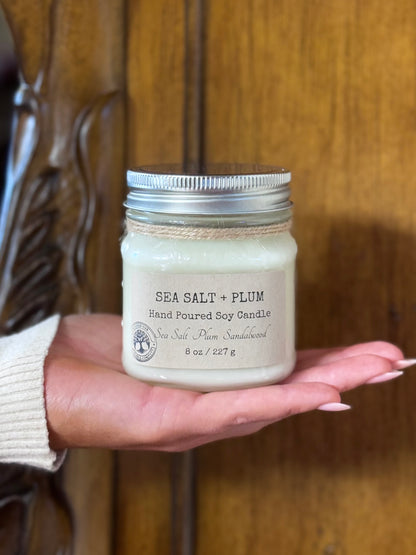 SEA SALT + PLUM
Hand Poured Soy Candle
Sea Salt Plum Sandalwood
8 oz / 227 g